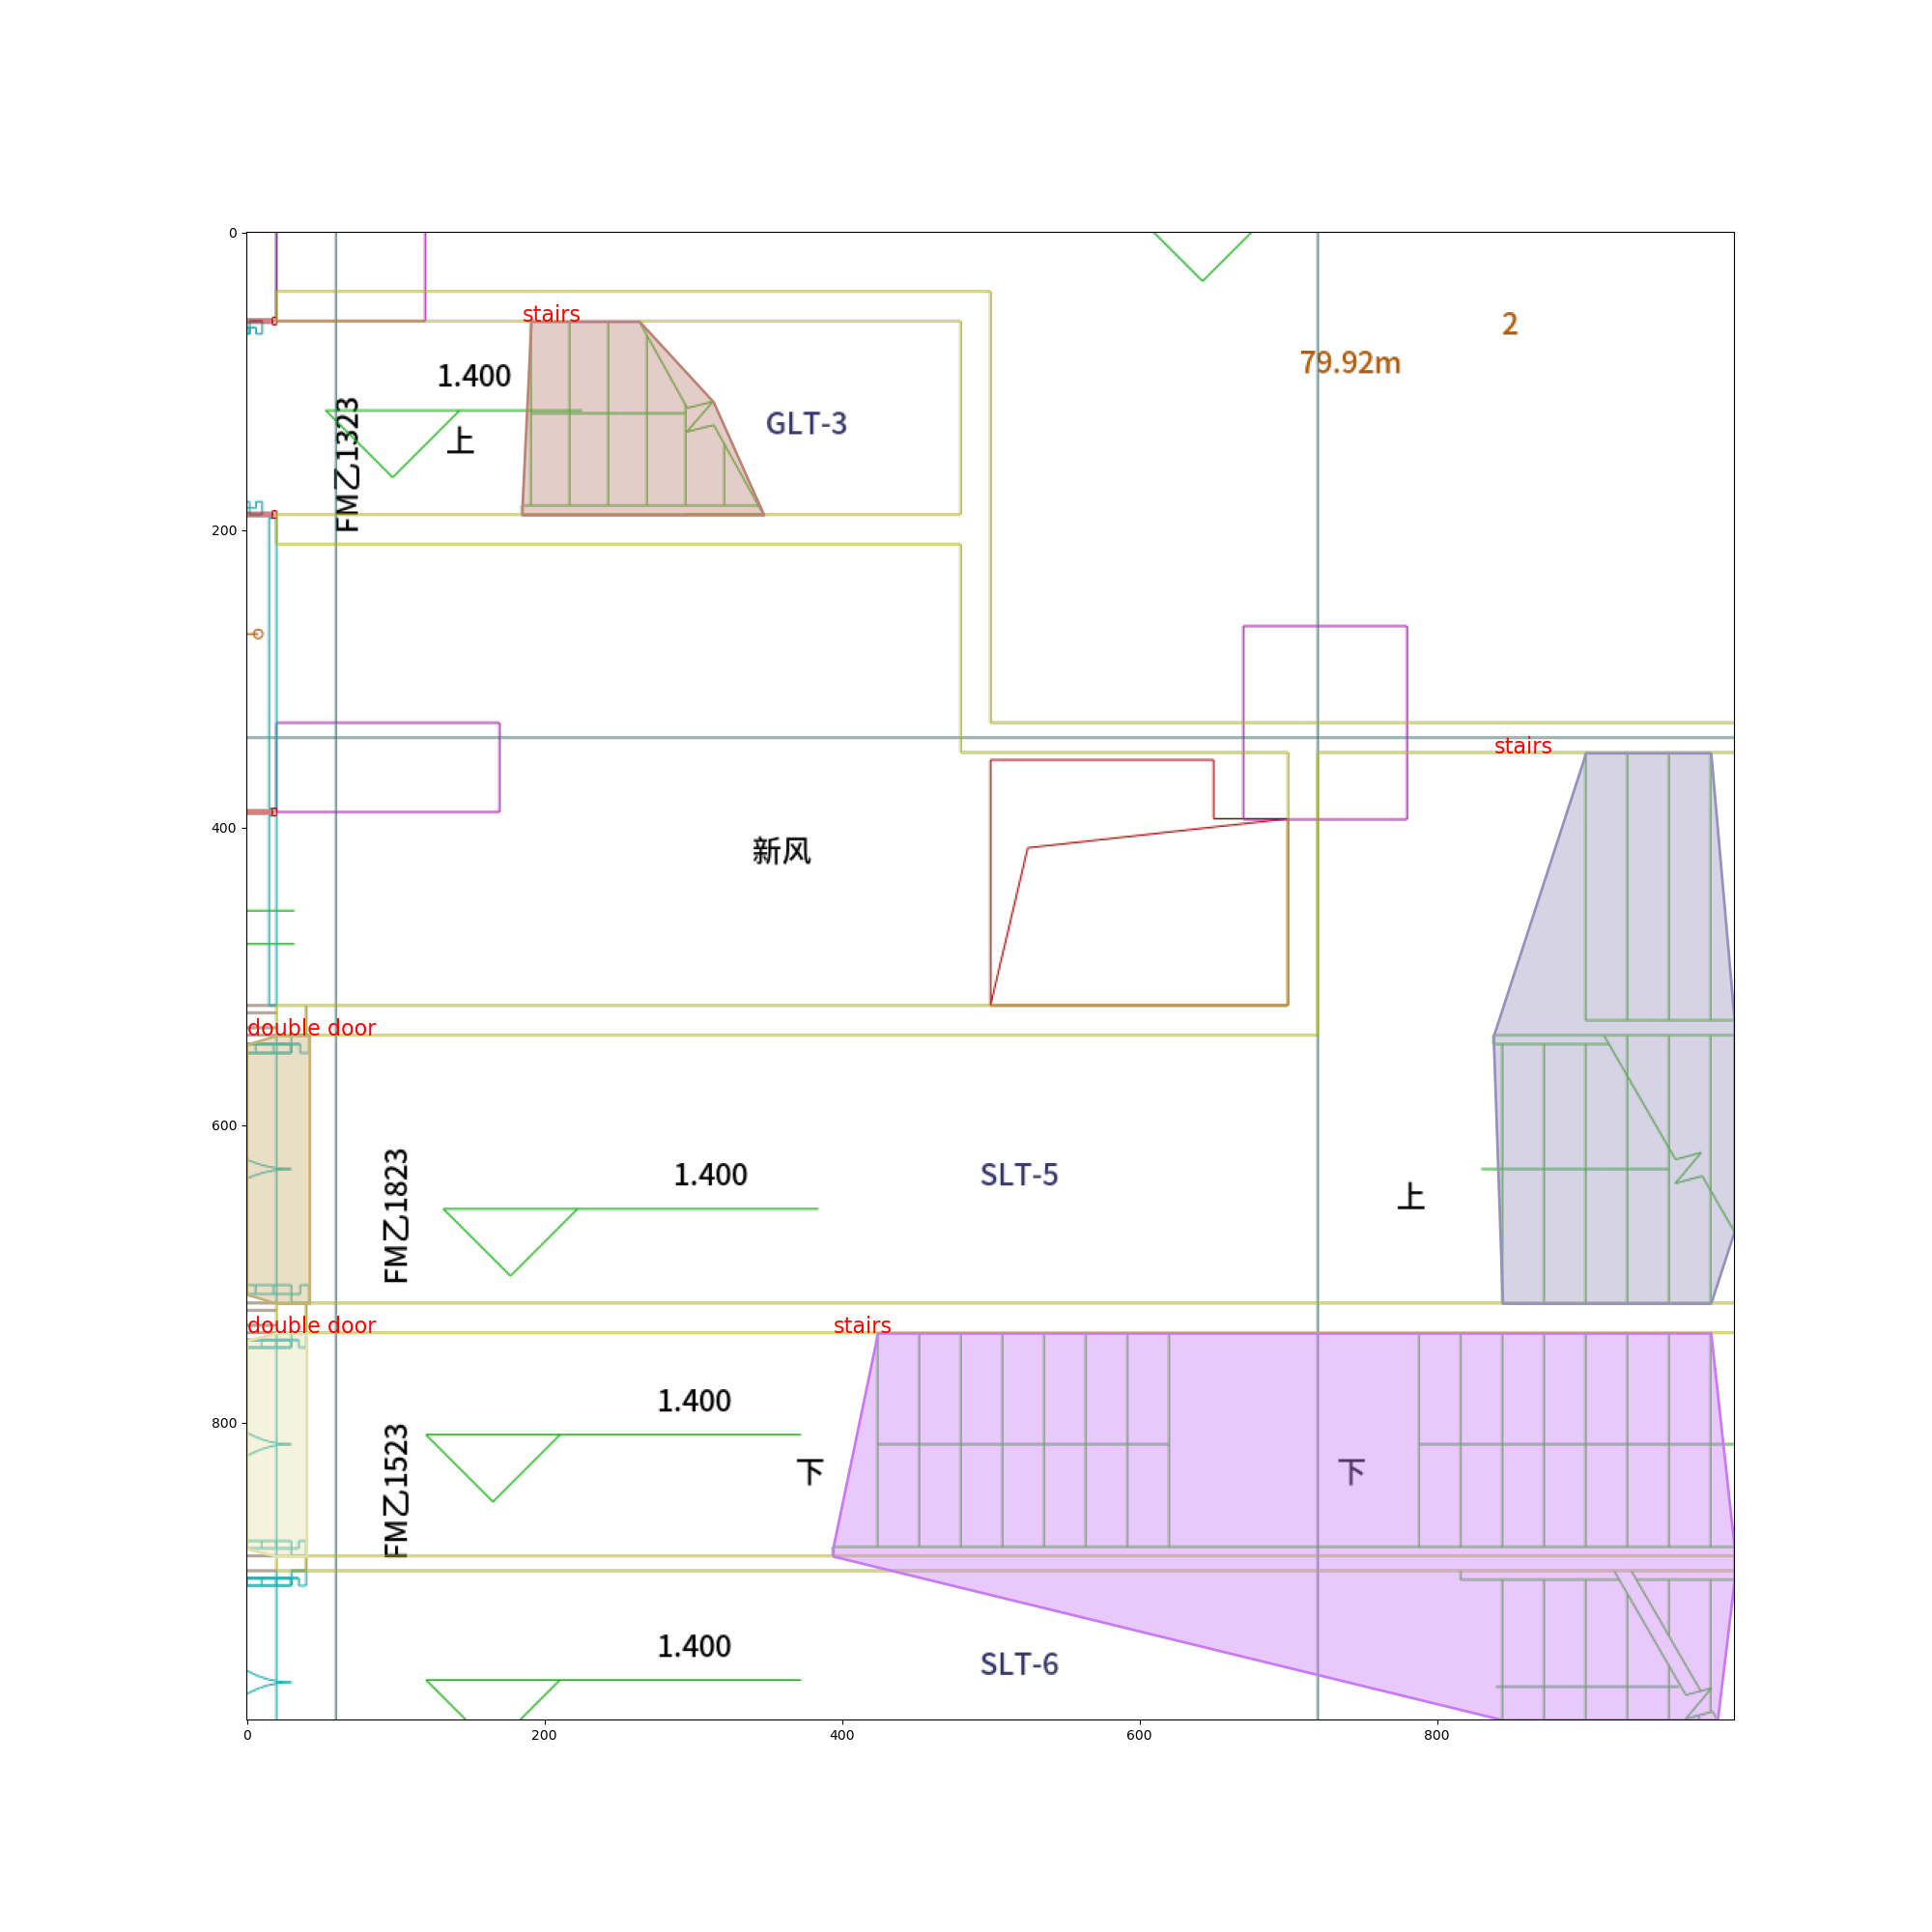 0
2
stairs
79.92m
1.400
GLT-3
上
FM乙1323
200
stairs
400
新风
double door
600
1.400
SLT-5
上
FM乙1823
double door
stairs
1.400
800
下
下
FM乙1523
1.400
SLT-6
0
200
400
600
800